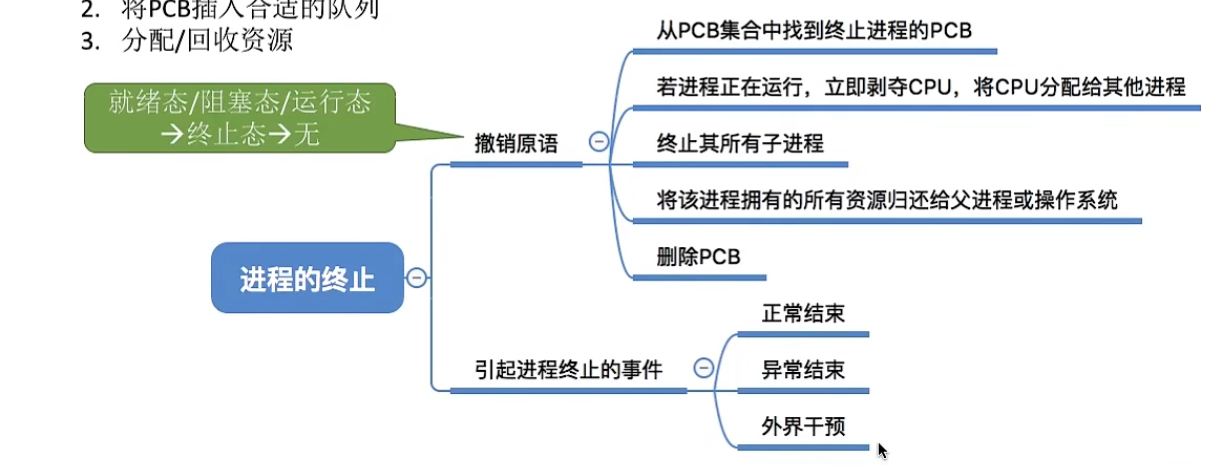 2. 将PCB插入合适的队列
3. 分配/回收资源
就绪态/阻塞态/运行态
→终止态→无
撤销原语
从PCB集合中找到终止进程的PCB
若进程正在运行，立即剥夺CPU，将CPU分配给其他进程
终止其所有子进程
将该进程拥有的所有资源归还给父进程或操作系统
删除PCB
进程的终止
引起进程终止的事件
正常结束
异常结束
外界干预